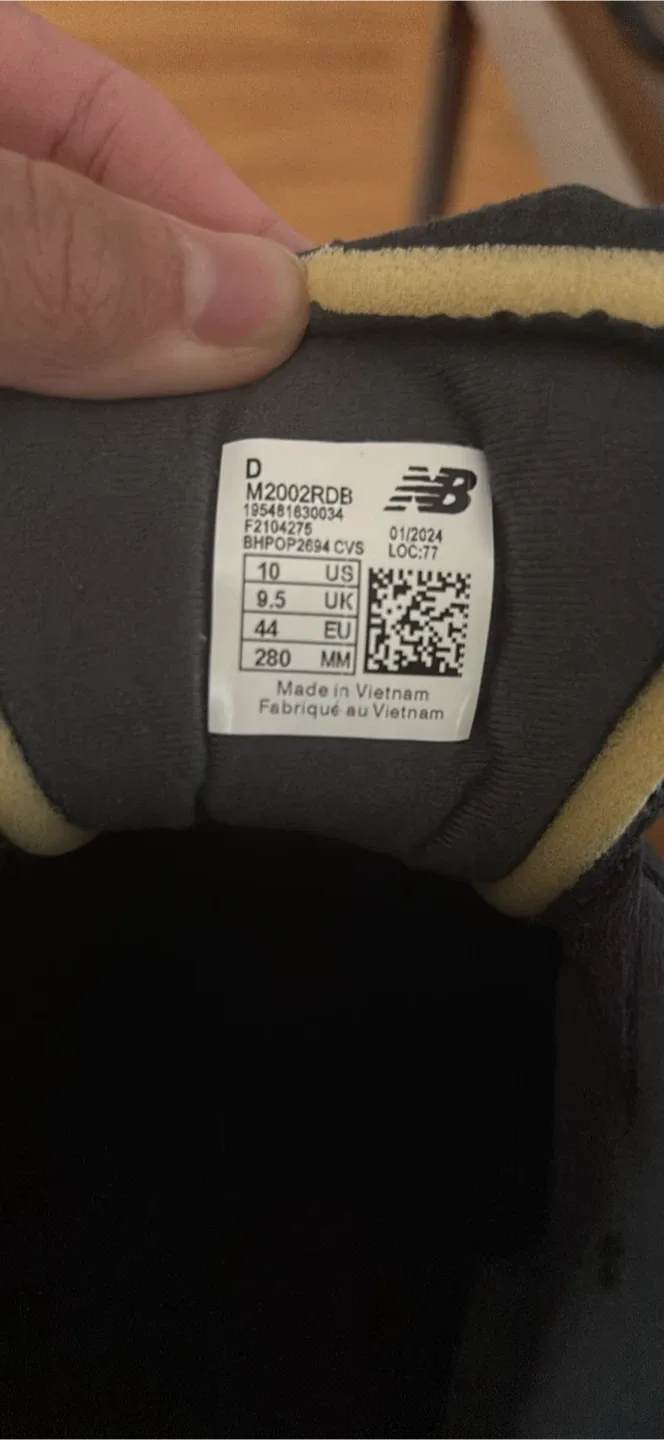 D
M2002RDB
195481630034
F2104275
BHPOP2694 CVS
NB
01/2024
LOC:77
10 US
9.5 UK
44 EU
280 MM
Made in Vietnam
Fabriqué au Vietnam